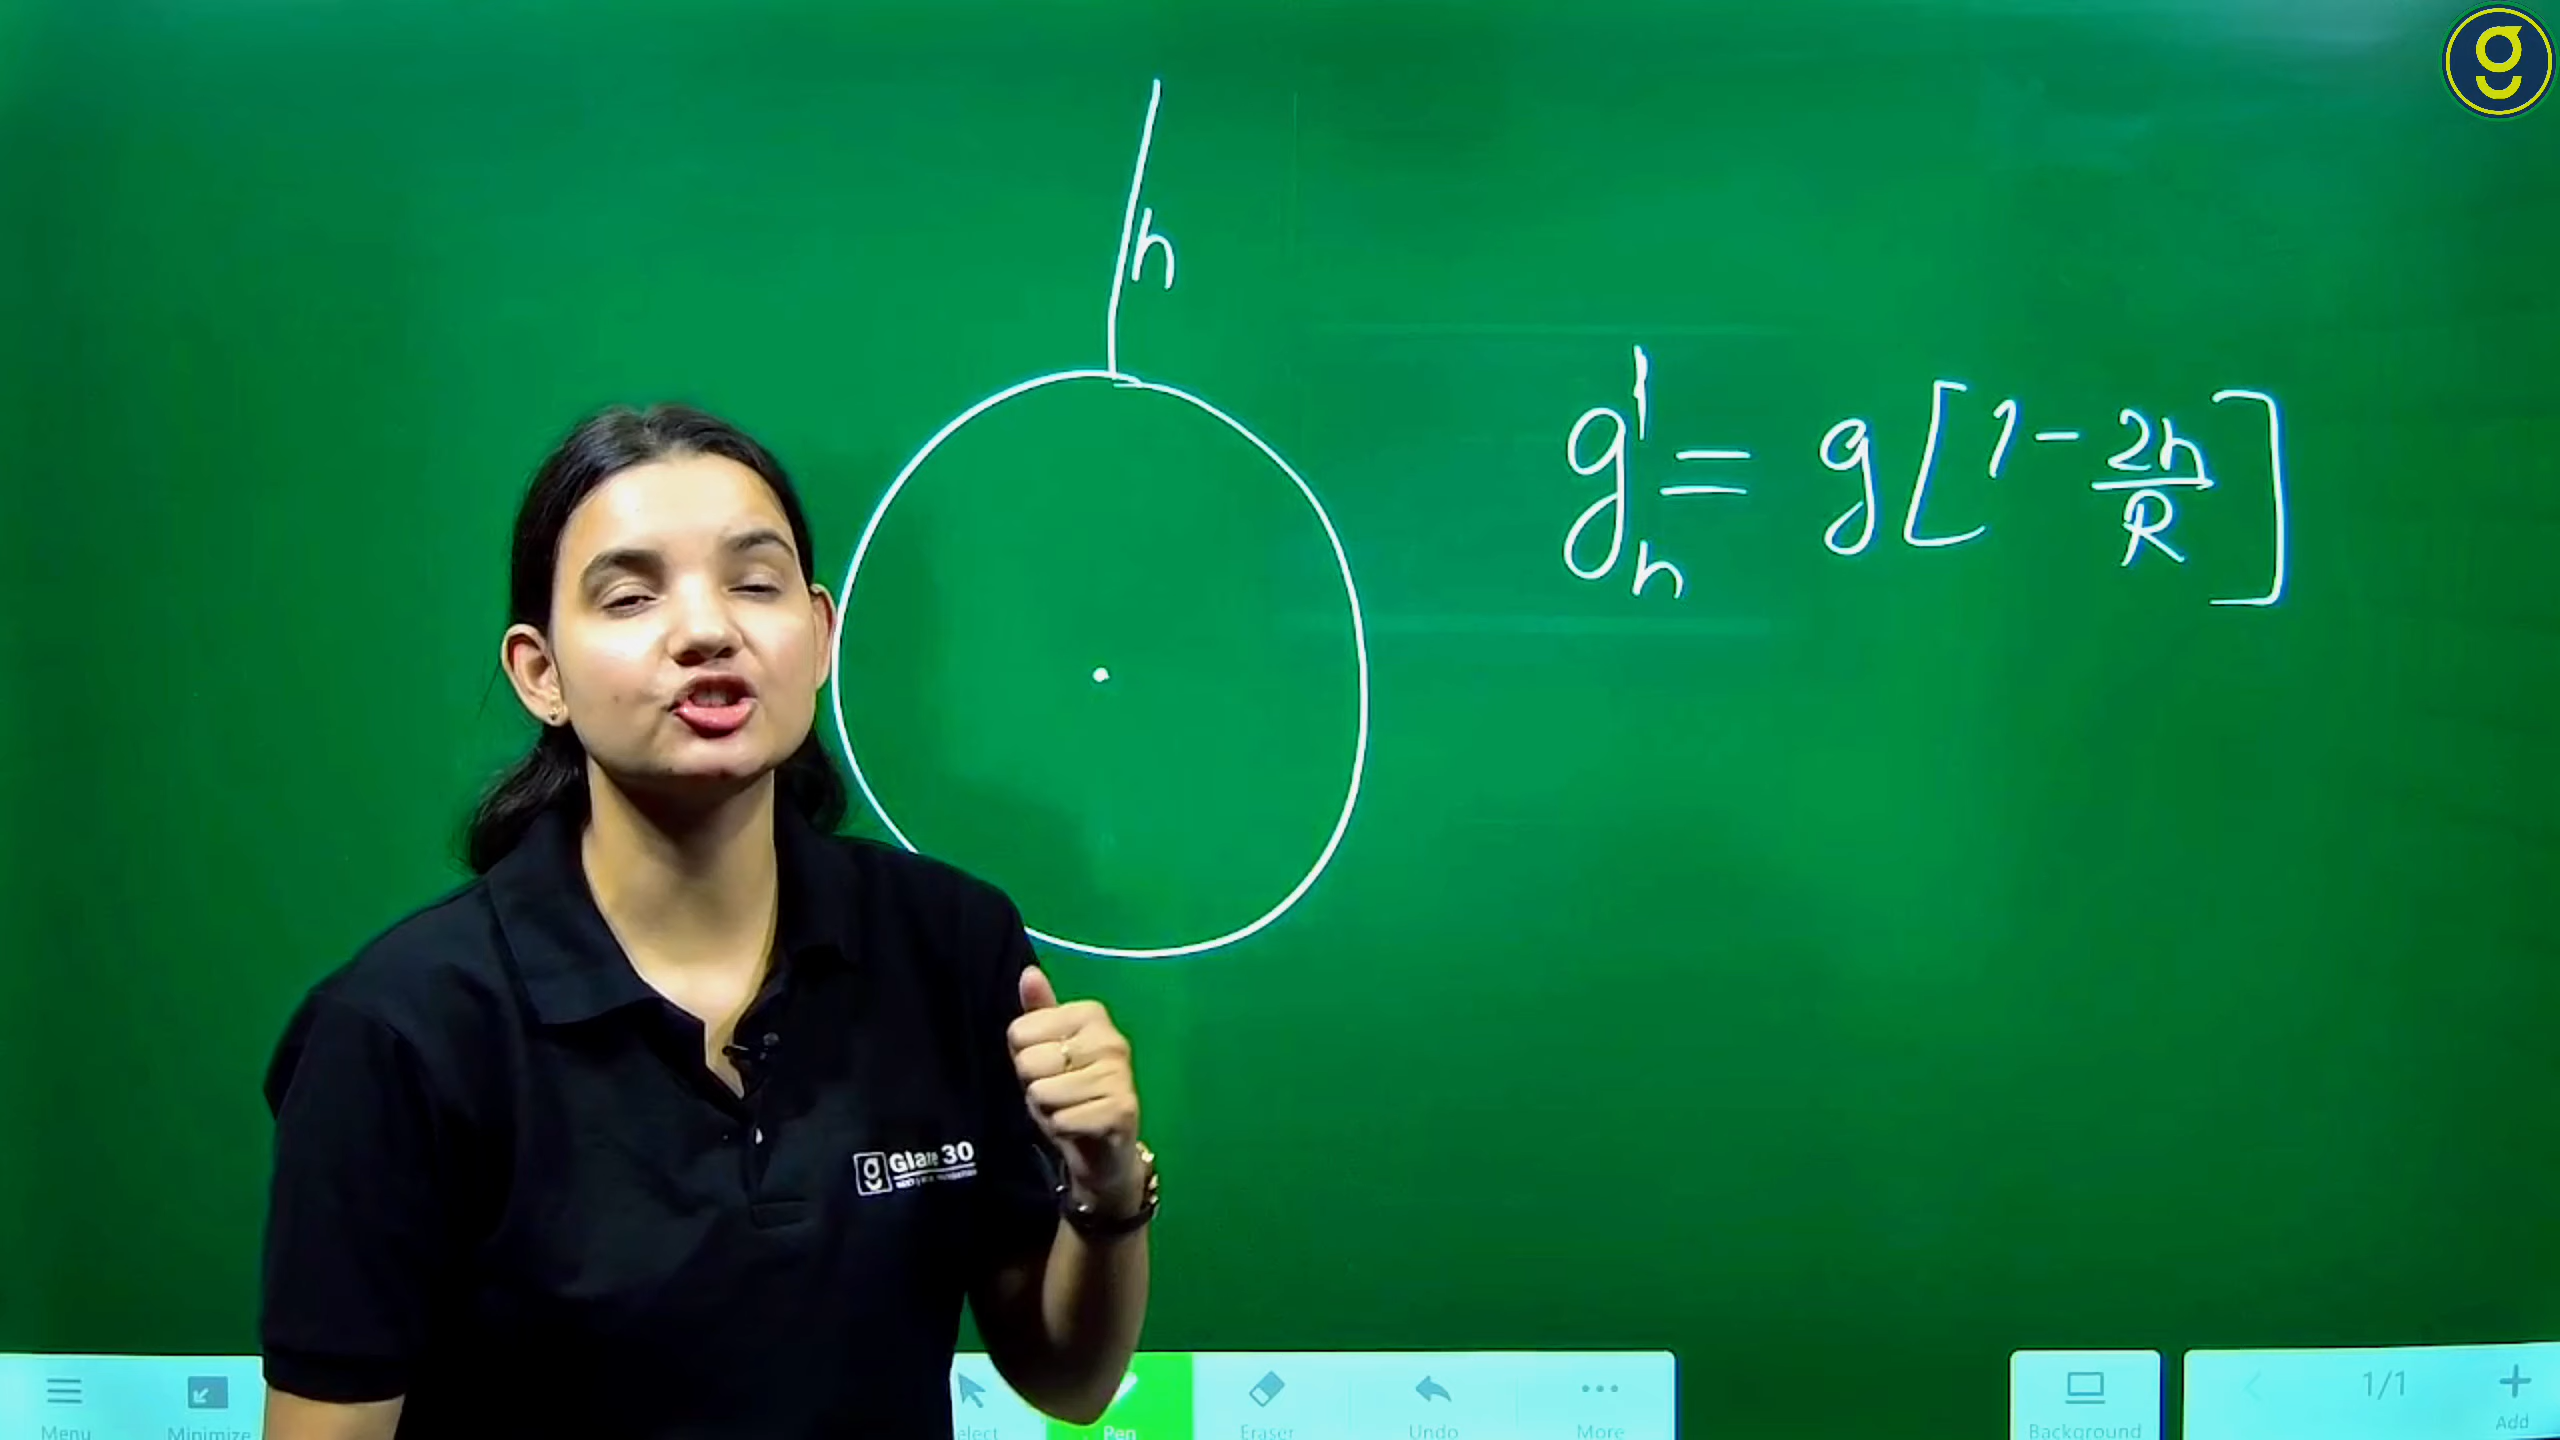 g
h
g'h = g[1 - 2h/R]
g Glaze 30
Menu
Minimize
elect
Pen
Eraser
Undo
More
Background
1/1
Add